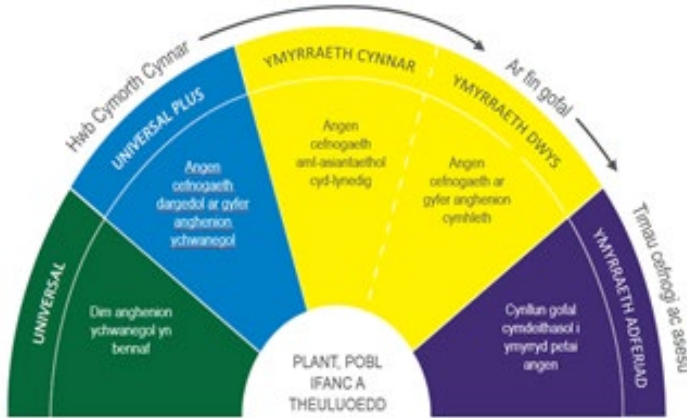 Hwb Cymorth Cynnar
Ar fin gofal
Timau cefnogi ac asesu
UNIVERSAL
Dim anghenion
ychwanegol yn
bennaf
UNIVERSAL PLUS
Angen
cefnogaeth
dargedol ar gyfer
anghenion
ychwanegol
YMYRRAETH CYNNAR
Angen
cefnogaeth
aml-asiantaethol
cyd-lynedig
YMYRRAETH DWYS
Angen
cefnogaeth ar
gyfer anghenion
cymhleth
YMYRRAETH ADFERIAD
Cynllun gofal
cymdeithasol i
ymyrryd petai
angen
PLANT, POBL
IFANC A
THEULUOEDD